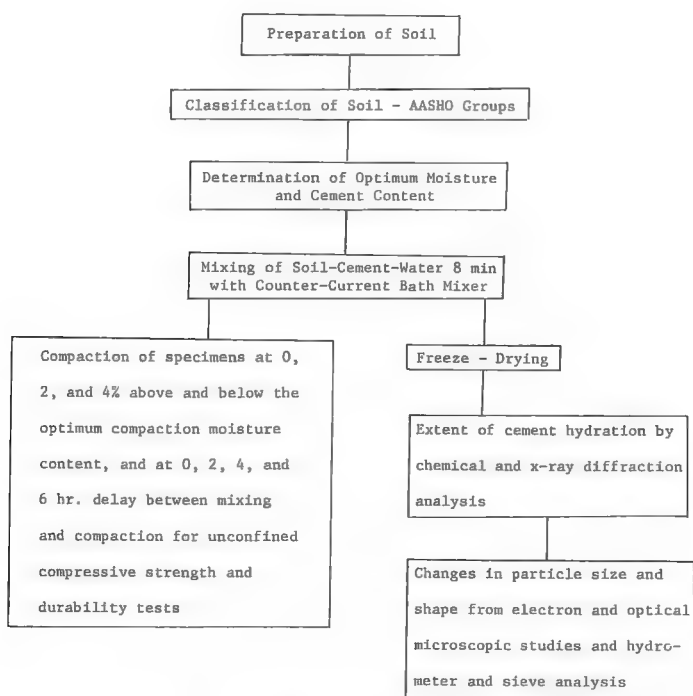 Preparation of Soil
Classification of Soil - AASHO Groups
Determination of Optimum Moisture
and Cement Content
Mixing of Soil-Cement-Water 8 min
with Counter-Current Bath Mixer
Compaction of specimens at 0,
2, and 4% above and below the
optimum compaction moisture
content, and at 0, 2, 4, and
6 hr. delay between mixing
and compaction for unconfined
compressive strength and
durability tests
Freeze - Drying
Extent of cement hydration by
chemical and x-ray diffraction
analysis
Changes in particle size and
shape from electron and optical
microscopic studies and hydro-
meter and sieve analysis